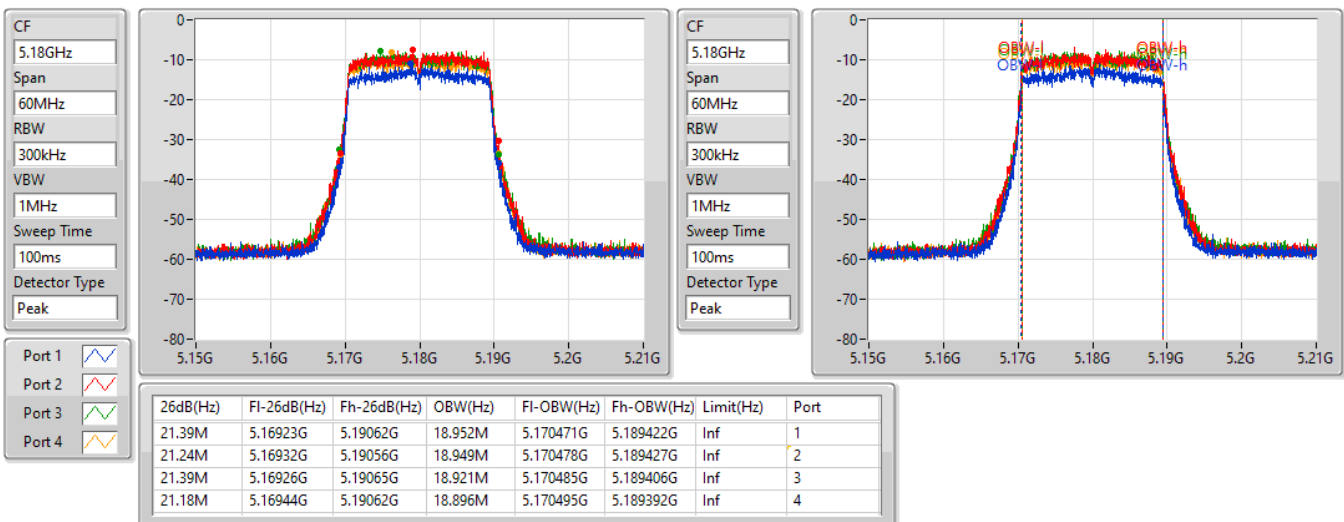 CF
5.18GHz
Span
60MHz
RBW
300kHz
VBW
1MHz
Sweep Time
100ms
Detector Type
Peak
0
-10
-20
-30
-40
-50
-60
-70
-80
5.15G 5.16G 5.17G 5.18G 5.19G 5.2G 5.21G
CF
5.18GHz
Span
60MHz
RBW
300kHz
VBW
1MHz
Sweep Time
100ms
Detector Type
Peak
0
-10
-20
-30
-40
-50
-60
-70
-80
OBW-l OBW-h
5.15G 5.16G 5.17G 5.18G 5.19G 5.2G 5.21G
Port 1
Port 2
Port 3
Port 4
26dB(Hz) Fl-26dB(Hz) Fh-26dB(Hz) OBW(Hz) Fl-OBW(Hz) Fh-OBW(Hz) Limit(Hz) Port
21.39M 5.16923G 5.19062G 18.952M 5.170471G 5.189422G Inf 1
21.24M 5.16932G 5.19056G 18.949M 5.170478G 5.189427G Inf 2
21.39M 5.16926G 5.19065G 18.921M 5.170485G 5.189406G Inf 3
21.18M 5.16944G 5.19062G 18.896M 5.170495G 5.189392G Inf 4